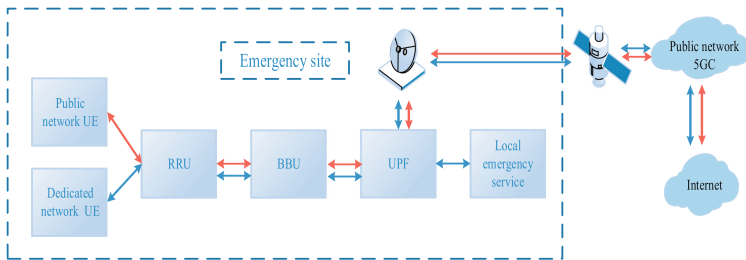 Emergency site
Public network
5GC
Public
network UE
RRU
BBU
UPF
Local
emergency
service
Dedicated
network UE
Internet